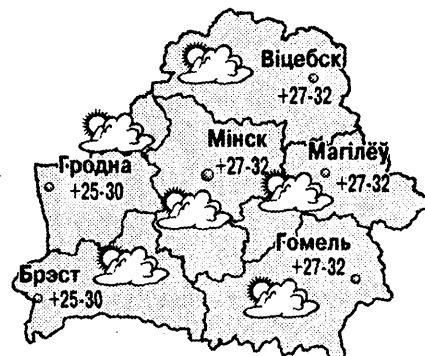 Віцебск
+27-32
Мінск
+27-32
Магілёў
+27-32
Гродна
+25-30
Гомель
+27-32
Брэст
+25-30